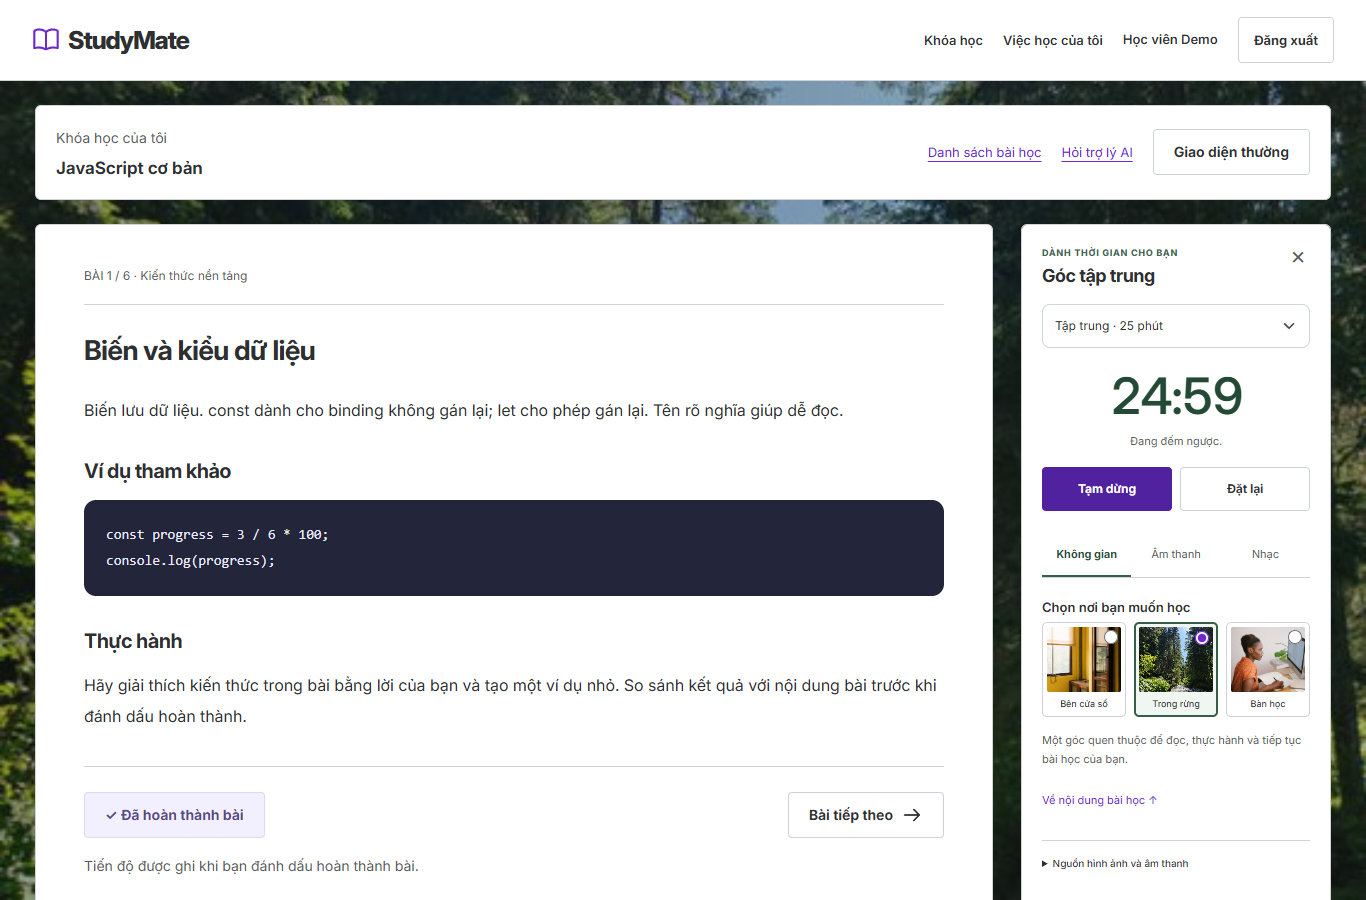 StudyMate
Khóa học
Việc học của tôi
Học viên Demo
Đăng xuất
Khóa học của tôi
JavaScript cơ bản
Danh sách bài học
Hỏi trợ lý AI
Giao diện thường
BÀI 1 / 6 · Kiến thức nền tảng
Biến và kiểu dữ liệu
Biến lưu dữ liệu. const dành cho binding không gán lại; let cho phép gán lại. Tên rõ nghĩa giúp dễ đọc.
Ví dụ tham khảo
const progress = 3 / 6 * 100;
console.log(progress);
Thực hành
Hãy giải thích kiến thức trong bài bằng lời của bạn và tạo một ví dụ nhỏ. So sánh kết quả với nội dung bài trước khi
đánh dấu hoàn thành.
✓ Đã hoàn thành bài
Bài tiếp theo →
Tiến độ được ghi khi bạn đánh dấu hoàn thành bài.
DÀNH THỜI GIAN CHO BẠN
Góc tập trung
Tập trung · 25 phút
24:59
Đang đếm ngược.
Tạm dừng
Đặt lại
Không gian
Âm thanh
Nhạc
Chọn nơi bạn muốn học
Bên cửa sổ
Trong rừng
Bàn học
Một góc quen thuộc để đọc, thực hành và tiếp tục
bài học của bạn.
Về nội dung bài học ↑
Nguồn hình ảnh và âm thanh